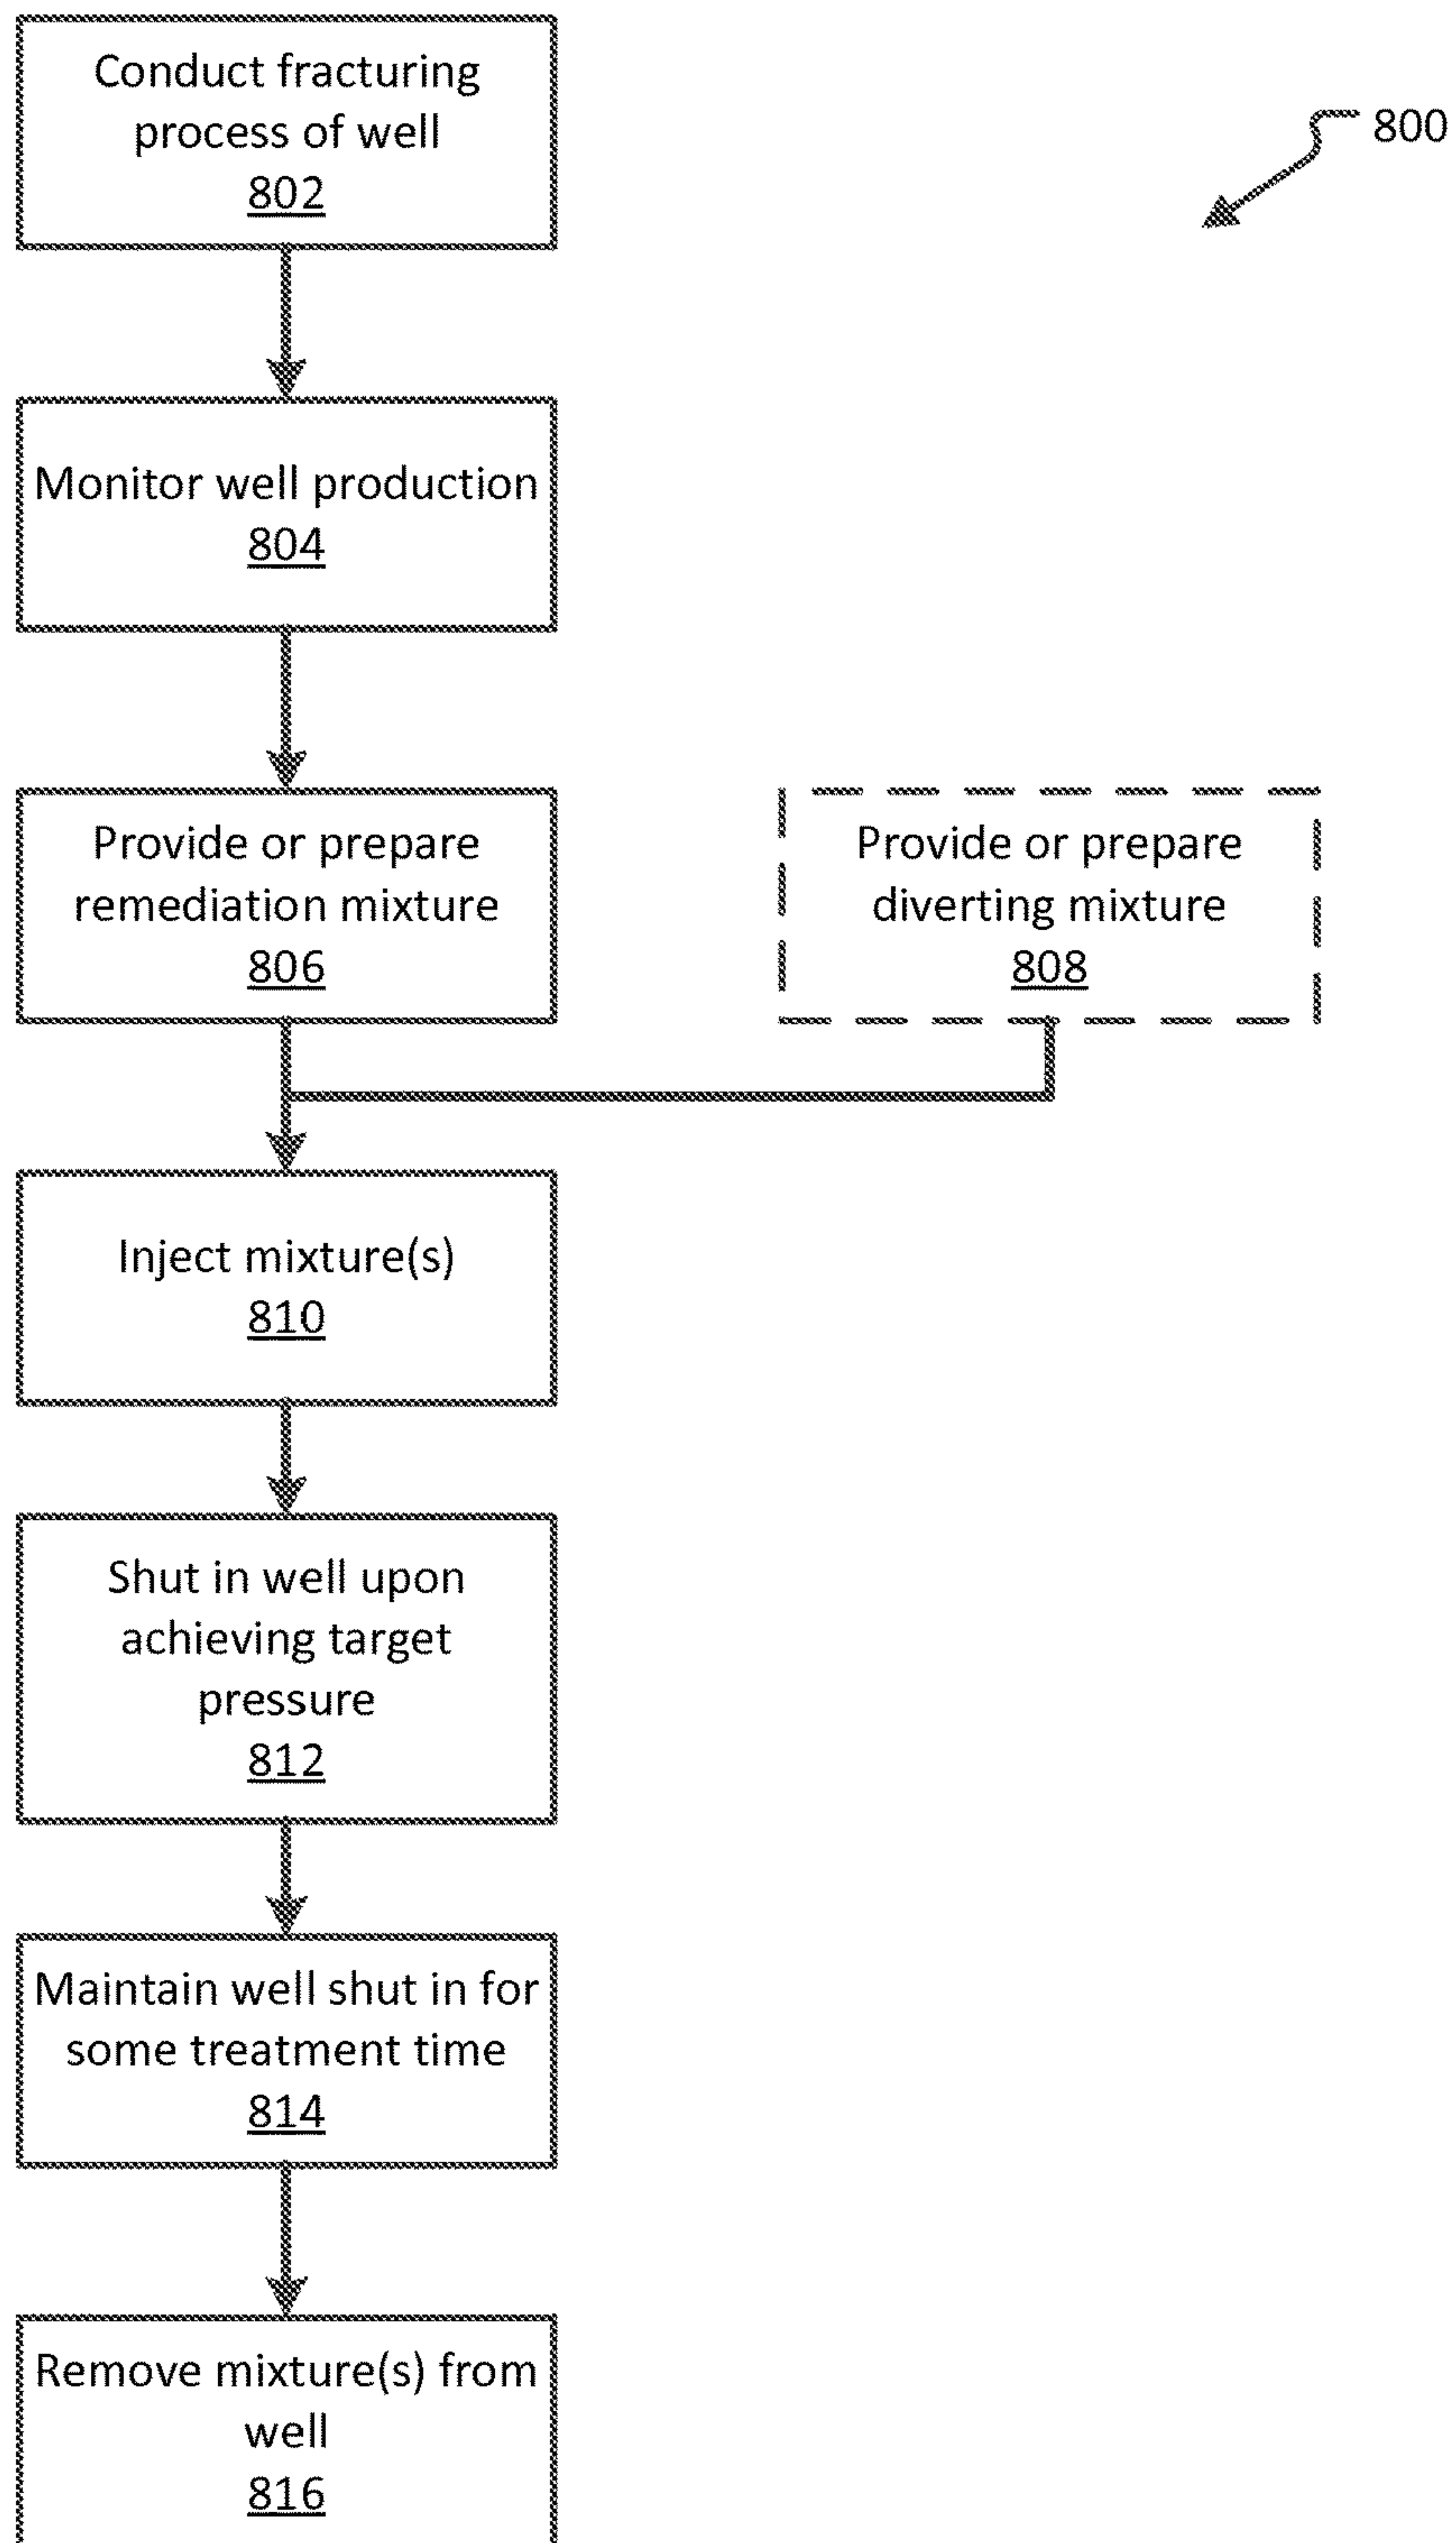 Conduct fracturing
process of well
802
800
Monitor well production
804
Provide or prepare
remediation mixture
806
Provide or prepare
diverting mixture
808
Inject mixture(s)
810
Shut in well upon
achieving target
pressure
812
Maintain well shut in for
some treatment time
814
Remove mixture(s) from
well
816